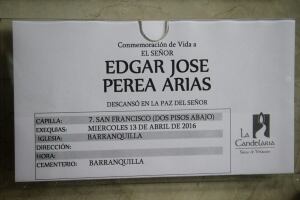 Conmemoración de Vida a
EL SEÑOR
EDGAR JOSE
PEREA ARIAS
DESCANSÓ EN LA PAZ DEL SEÑOR
CAPILLA: 7. SAN FRANCISCO (DOS PISOS ABAJO)
EXEQUIAS: MIERCOLES 13 DE ABRIL DE 2016
IGLESIA: BARRANQUILLA
DIRECCIÓN:
HORA:
CEMENTERIO: BARRANQUILLA
La
Candelaria